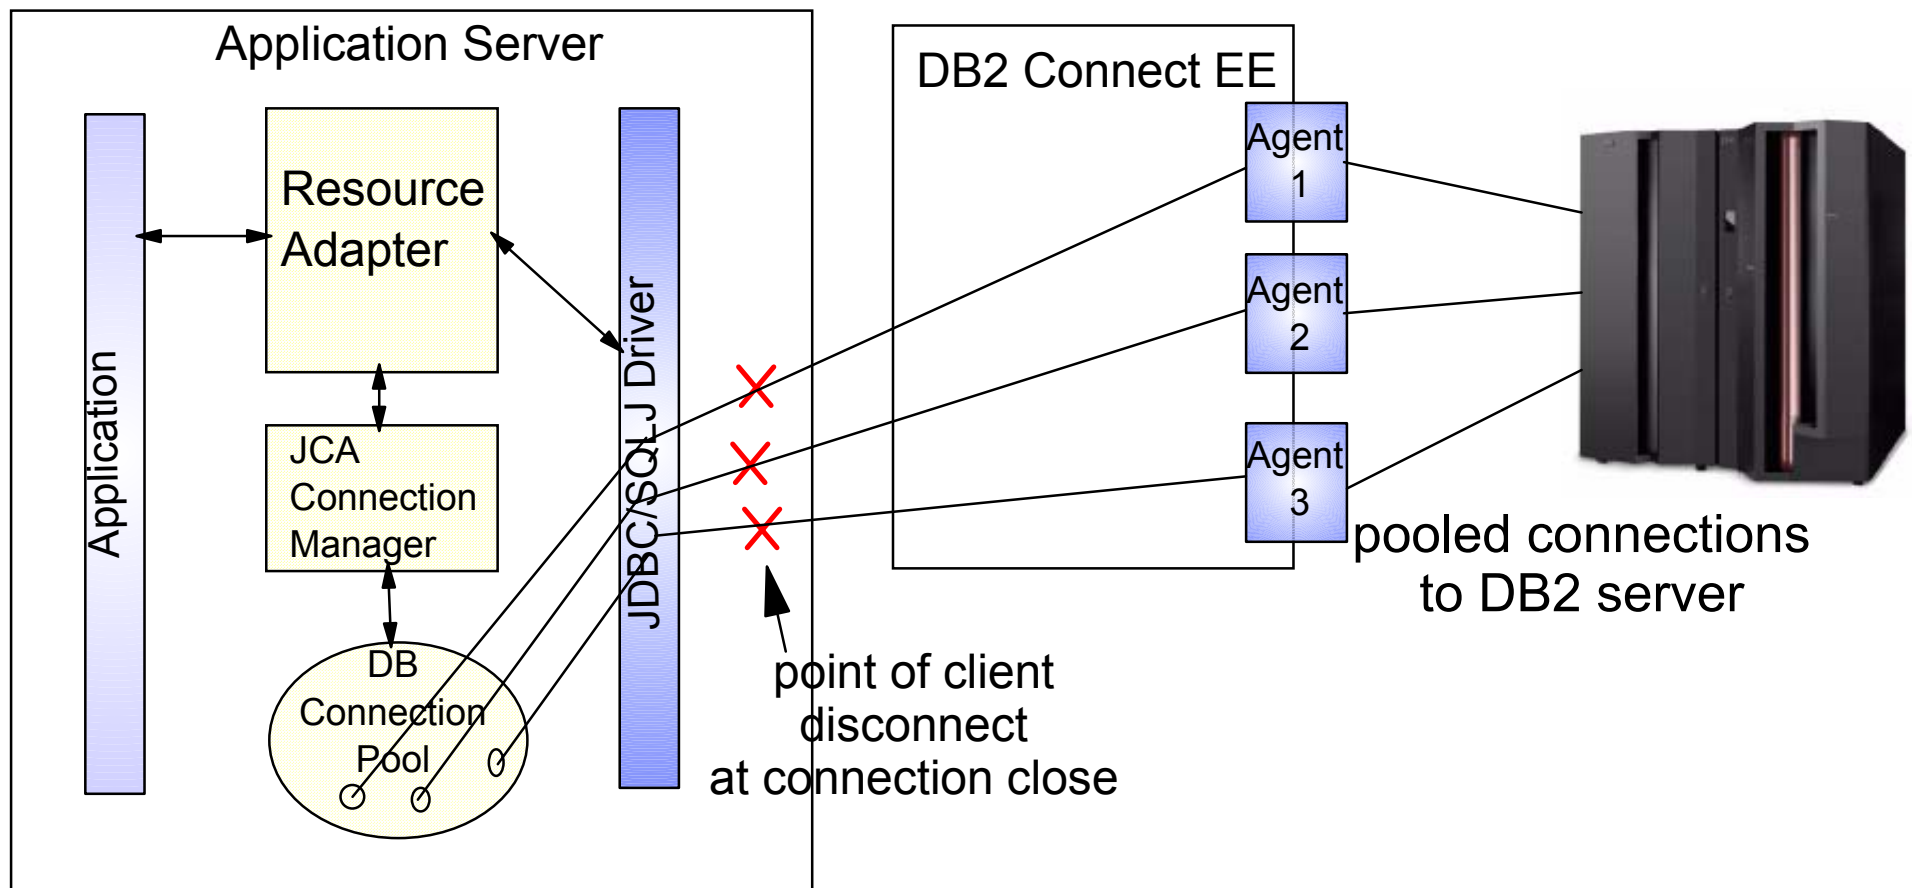 Application Server
Application
Resource
Adapter
JCA
Connection
Manager
DB
Connection
Pool
JDBC/SQLJ Driver
point of client
disconnect
at connection close
DB2 Connect EE
Agent
1
Agent
2
Agent
3
pooled connections
to DB2 server